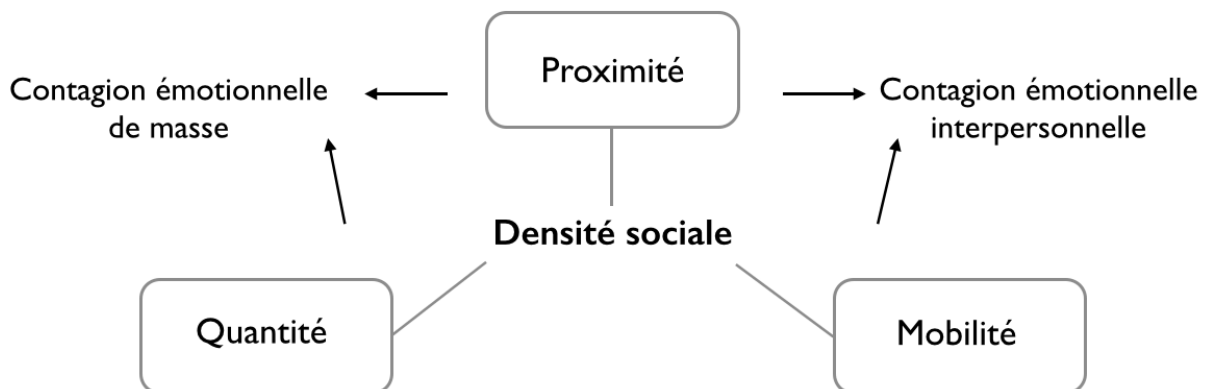 Proximité
Contagion émotionnelle
de masse
Contagion émotionnelle
interpersonnelle
Densité sociale
Quantité
Mobilité